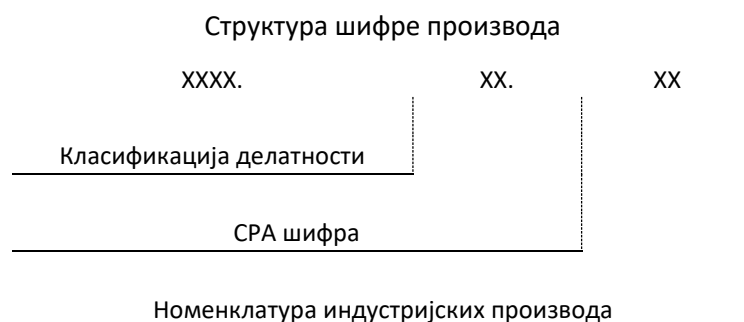 Структура шифре производа
XXXX. XX. XX
Класификација делатности
CPA шифра
Номенклатура индустријских производа